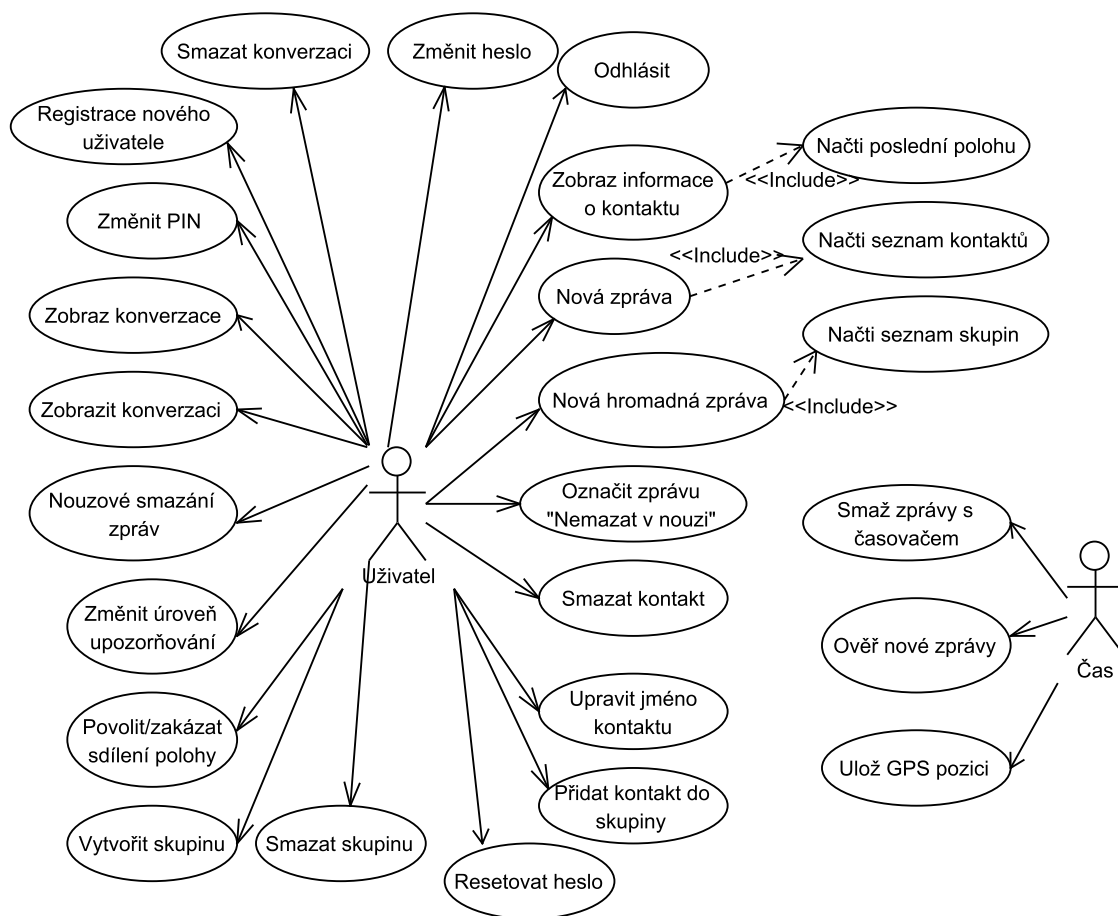 Smazat konverzaci
Změnit heslo
Odhlásit
Registrace nového
uživatele
Načti poslední polohu
<<Include>>
Zobraz informace
o kontaktu
Změnit PIN
Načti seznam kontaktů
<<Include>>
Nová zpráva
Zobraz konverzace
Načti seznam skupin
Nová hromadná zpráva
<<Include>>
Zobrazit konverzaci
Nouzové smazání
zpráv
Označit zprávu
"Nemazat v nouzi"
Smaž zprávy s
časovačem
Uživatel
Smazat kontakt
Změnit úroveň
upozorňování
Ověř nové zprávy
Čas
Upravit jméno
kontaktu
Povolit/zakázat
sdílení polohy
Ulož GPS pozici
Přidat kontakt do
skupiny
Vytvořit skupinu
Smazat skupinu
Resetovat heslo